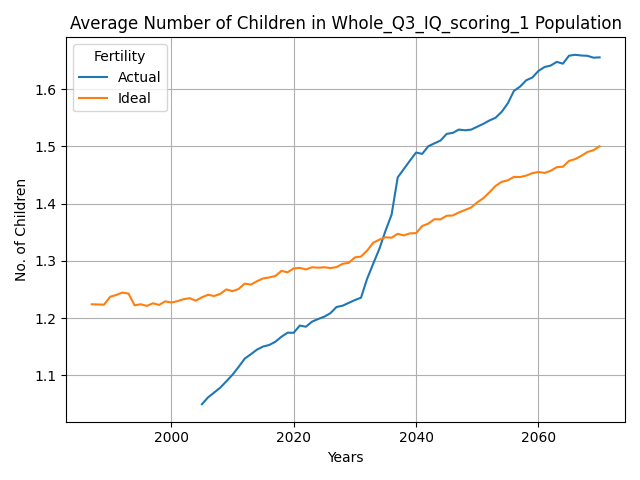 Average Number of Children in Whole_Q3_IQ_scoring_1 Population
Fertility
Actual
Ideal
No. of Children
1.6
1.5
1.4
1.3
1.2
1.1
2000 2020 2040 2060
Years